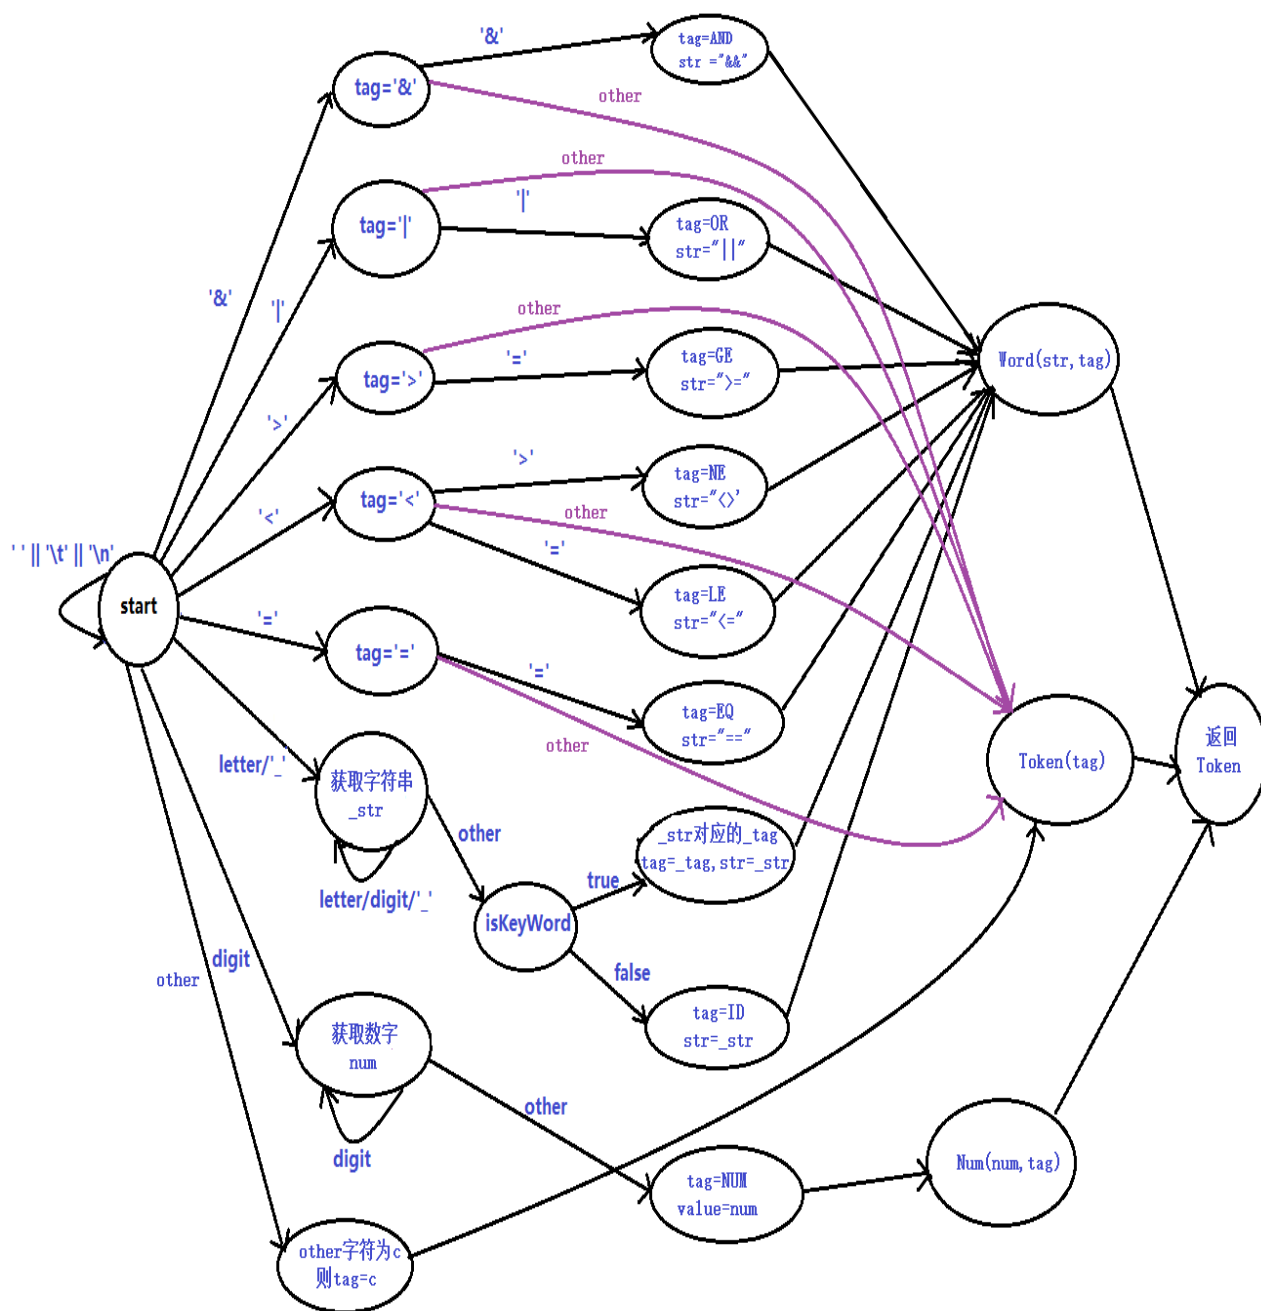 '&'
tag=AND
str ="&&"
tag='&'
other
other
'|'
tag='|'
tag=OR
str="||"
'&'
'|'
other
'='
tag='>'
tag=GE
str=">="
Word(str,tag)
'>'
'>'
tag=NE
str="<>'
tag='<'
other
'<'
' ' || '\t' || '\n'
'='
start
tag=LE
str="<="
'='
tag='='
'='
tag=EQ
str="=="
other
返回
Token
Token(tag)
letter/'_'
获取字符串
_str
other
_str对应的_tag
tag=_tag,str=_str
true
letter/digit/'_'
isKeyWord
digit
other
false
tag=ID
str=_str
获取数字
num
other
digit
tag=NUM
value=num
Num(num,tag)
other字符为c
则tag=c